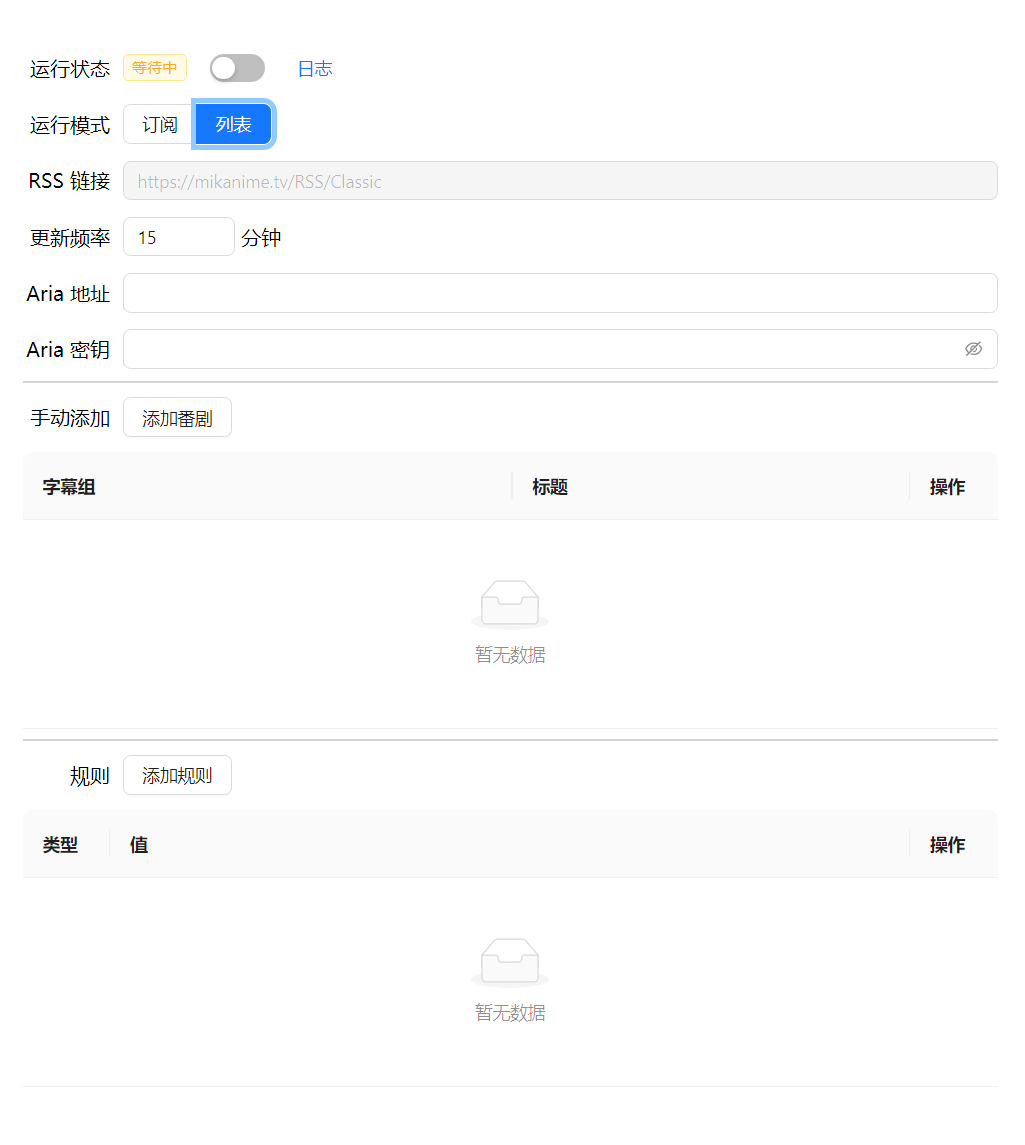 运行状态 等待中 日志
运行模式 订阅 列表
RSS 链接 https://mikanime.tv/RSS/Classic
更新频率 15 分钟
Aria 地址
Aria 密钥
手动添加 添加番剧
字幕组 标题 操作
暂无数据
规则 添加规则
类型 值 操作
暂无数据